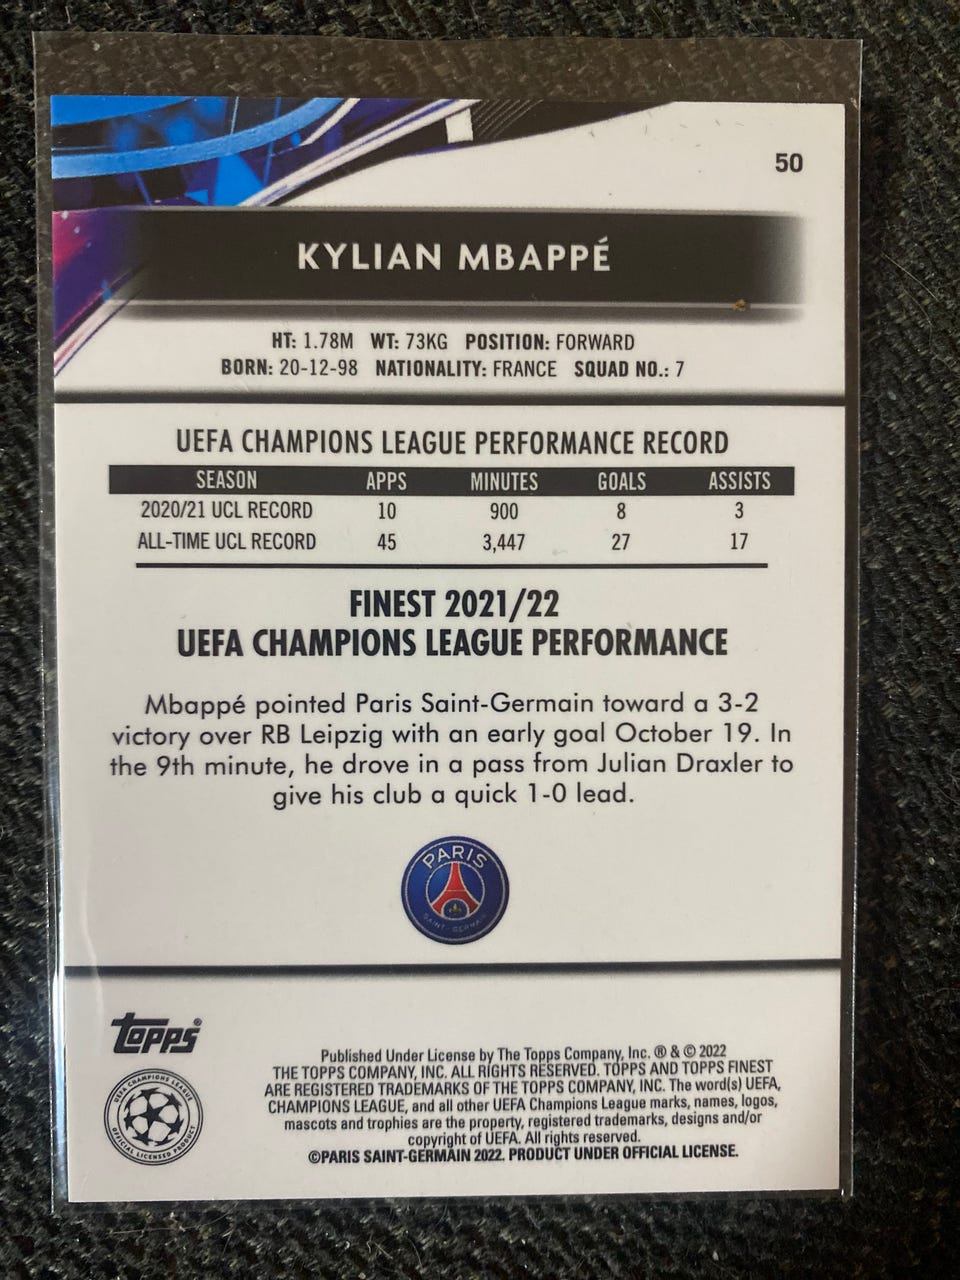 50
KYLIAN MBAPPÉ
HT: 1.78M WT: 73KG POSITION: FORWARD
BORN: 20-12-98 NATIONALITY: FRANCE SQUAD NO.: 7
UEFA CHAMPIONS LEAGUE PERFORMANCE RECORD
SEASON APPS MINUTES GOALS ASSISTS
2020/21 UCL RECORD 10 900 8 3
ALL-TIME UCL RECORD 45 3,447 27 17
FINEST 2021/22
UEFA CHAMPIONS LEAGUE PERFORMANCE
Mbappé pointed Paris Saint-Germain toward a 3-2
victory over RB Leipzig with an early goal October 19. In
the 9th minute, he drove in a pass from Julian Draxler to
give his club a quick 1-0 lead.
PARIS
SAINT-GERMAIN
Topps®
UEFA CHAMPIONS LEAGUE
OFFICIAL LICENSED PRODUCT
Published Under License by The Topps Company, Inc. ® & © 2022
THE TOPPS COMPANY, INC. ALL RIGHTS RESERVED. TOPPS AND TOPPS FINEST
ARE REGISTERED TRADEMARKS OF THE TOPPS COMPANY, INC. The word(s) UEFA,
CHAMPIONS LEAGUE, and all other UEFA Champions League marks, names, logos,
mascots and trophies are the property, registered trademarks, designs and/or
copyright of UEFA. All rights reserved.
©PARIS SAINT-GERMAIN 2022. PRODUCT UNDER OFFICIAL LICENSE.